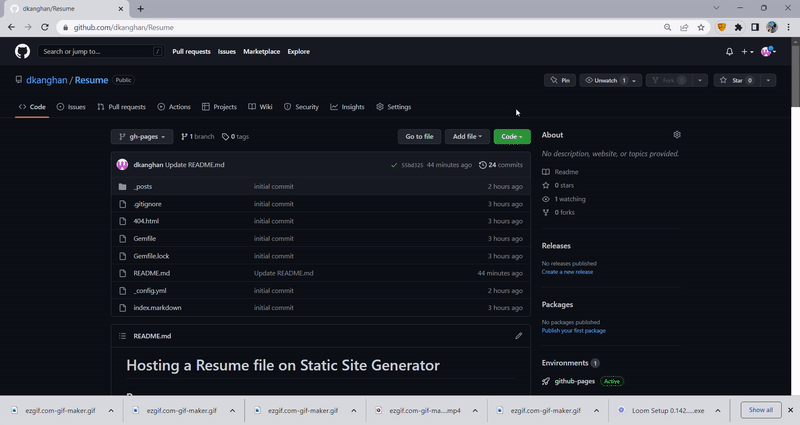 dkanghan/Resume
github.com/dkanghan/Resume
Search or jump to...
/
Pull requests
Issues
Marketplace
Explore
dkanghan / Resume
Public
Pin
Unwatch 1
Fork 0
Star 0
Code
Issues
Pull requests
Actions
Projects
Wiki
Security
Insights
Settings
gh-pages
1 branch
0 tags
Go to file
Add file
Code
dkanghan Update README.md
55bd325 44 minutes ago
24 commits
_posts initial commit 2 hours ago
.gitignore initial commit 3 hours ago
404.html initial commit 3 hours ago
Gemfile initial commit 3 hours ago
Gemfile.lock initial commit 3 hours ago
README.md Update README.md 44 minutes ago
_config.yml initial commit 2 hours ago
index.markdown initial commit 3 hours ago
README.md
Hosting a Resume file on Static Site Generator
About
No description, website, or topics provided.
Readme
0 stars
1 watching
0 forks
Releases
No releases published
Create a new release
Packages
No packages published
Publish your first package
Environments 1
github-pages Active
ezgif.com-gif-maker.gif
ezgif.com-gif-maker.gif
ezgif.com-gif-maker.gif
ezgif.com-gif-ma....mp4
ezgif.com-gif-maker.gif
Loom Setup 0.142.....exe
Show all